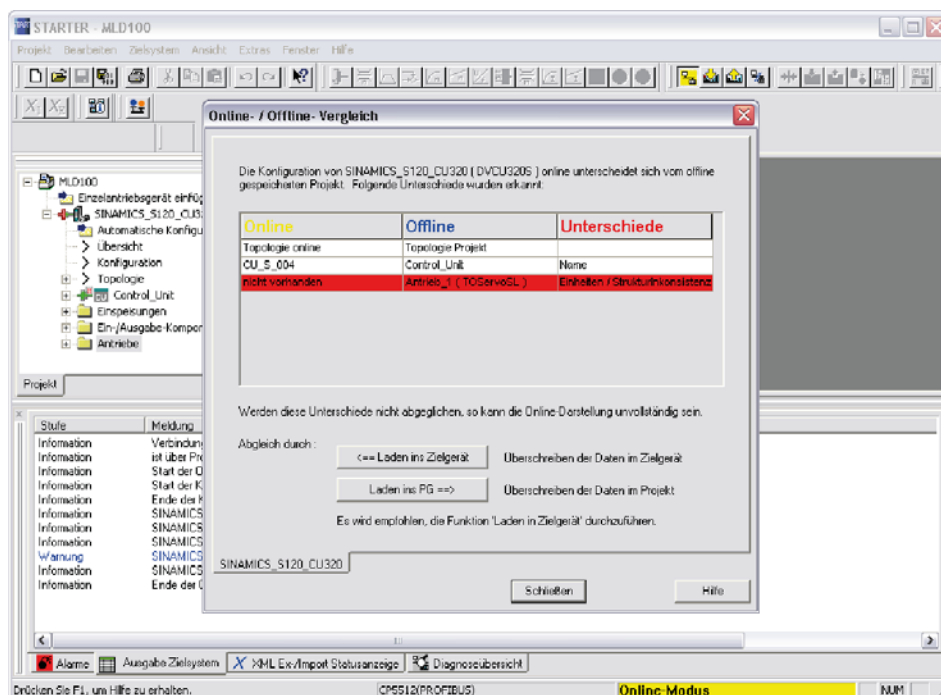 STARTER - MLD100
Projekt Bearbeiten Zielsystem Ansicht Extras Fenster Hilfe
Online- / Offline- Vergleich
Die Konfiguration von SINAMICS_S120_CU320 ( DVCU320S ) online unterscheidet sich vom offline
gespeicherten Projekt. Folgende Unterschiede wurden erkannt:
Online Offline Unterschiede
Topologie online Topologie Projekt
CU_S_004 Control_Unit Name
nicht vorhanden Antrieb_1 ( TOServoSL ) Einheiten / Strukturinkonsistenz
Werden diese Unterschiede nicht abgeglichen, so kann die Online-Darstellung unvollständig sein.
Abgleich durch :
<== Laden ins Zielgerät Überschreiben der Daten im Zielgerät
Laden ins PG ==> Überschreiben der Daten im Projekt
Es wird empfohlen, die Funktion 'Laden in Zielgerät' durchzuführen.
SINAMICS_S120_CU320
Schließen Hilfe
MLD100
Einzelantriebsgerät einfüg
SINAMICS_S120_CU3
Automatische Konfigu
Übersicht
Konfiguration
Topologie
Control_Unit
Einspeisungen
Ein-/Ausgabe-Kompor
Antriebe
Projekt
Stufe Meldung
Information Verbindung
Information ist über Pro
Information Start der O
Information Start der K
Information Ende der K
Information SINAMICS
Information SINAMICS
Information SINAMICS
Warnung SINAMICS
Information SINAMICS
Information Ende der O
Alarme Ausgabe Zielsystem XML Ex-/Import Statusanzeige Diagnoseübersicht
Drücken Sie F1, um Hilfe zu erhalten. CP5512(PROFIBUS) Online-Modus NUM